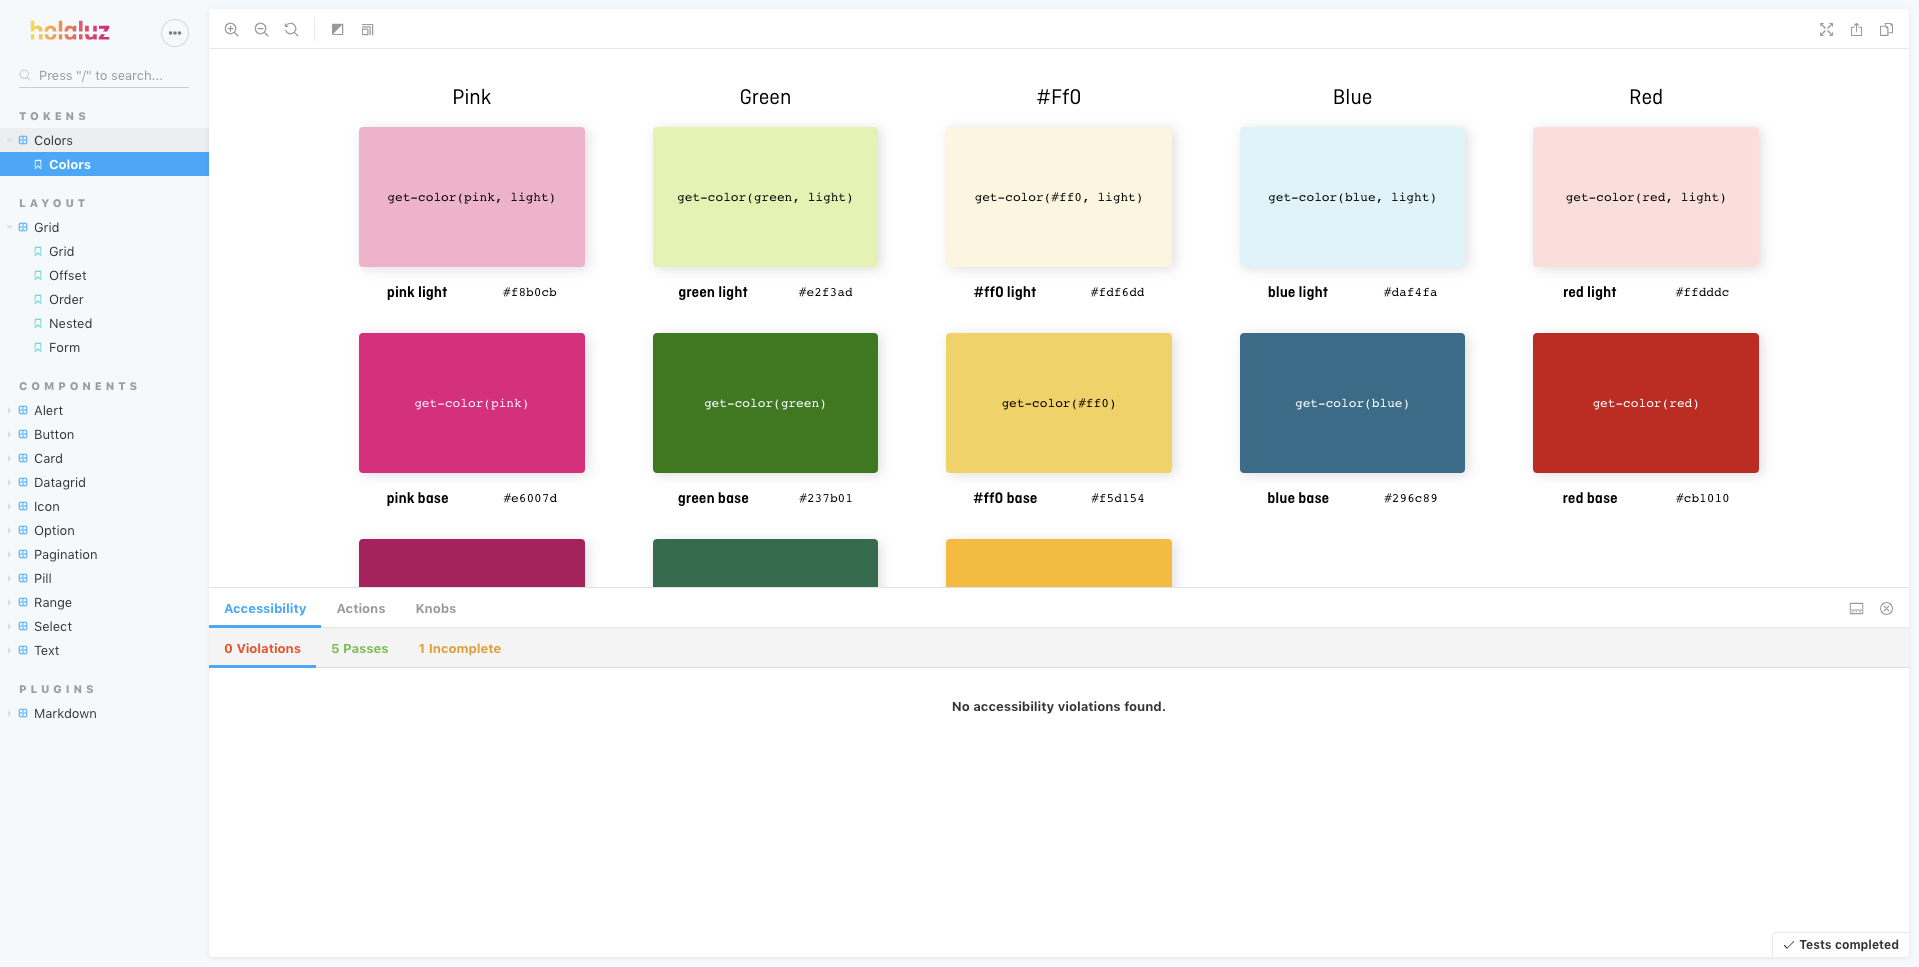 holaluz
Press "/" to search...
TOKENS
Colors
Colors
LAYOUT
Grid
Grid
Offset
Order
Nested
Form
COMPONENTS
Alert
Button
Card
Datagrid
Icon
Option
Pagination
Pill
Range
Select
Text
PLUGINS
Markdown
Pink Green #Ff0 Blue Red
get-color(pink, light) get-color(green, light) get-color(#ff0, light) get-color(blue, light) get-color(red, light)
pink light #f8b0cb green light #e2f3ad #ff0 light #fdf6dd blue light #daf4fa red light #ffdddc
get-color(pink) get-color(green) get-color(#ff0) get-color(blue) get-color(red)
pink base #e6007d green base #237b01 #ff0 base #f5d154 blue base #296c89 red base #cb1010
Accessibility Actions Knobs
0 Violations 5 Passes 1 Incomplete
No accessibility violations found.
Tests completed